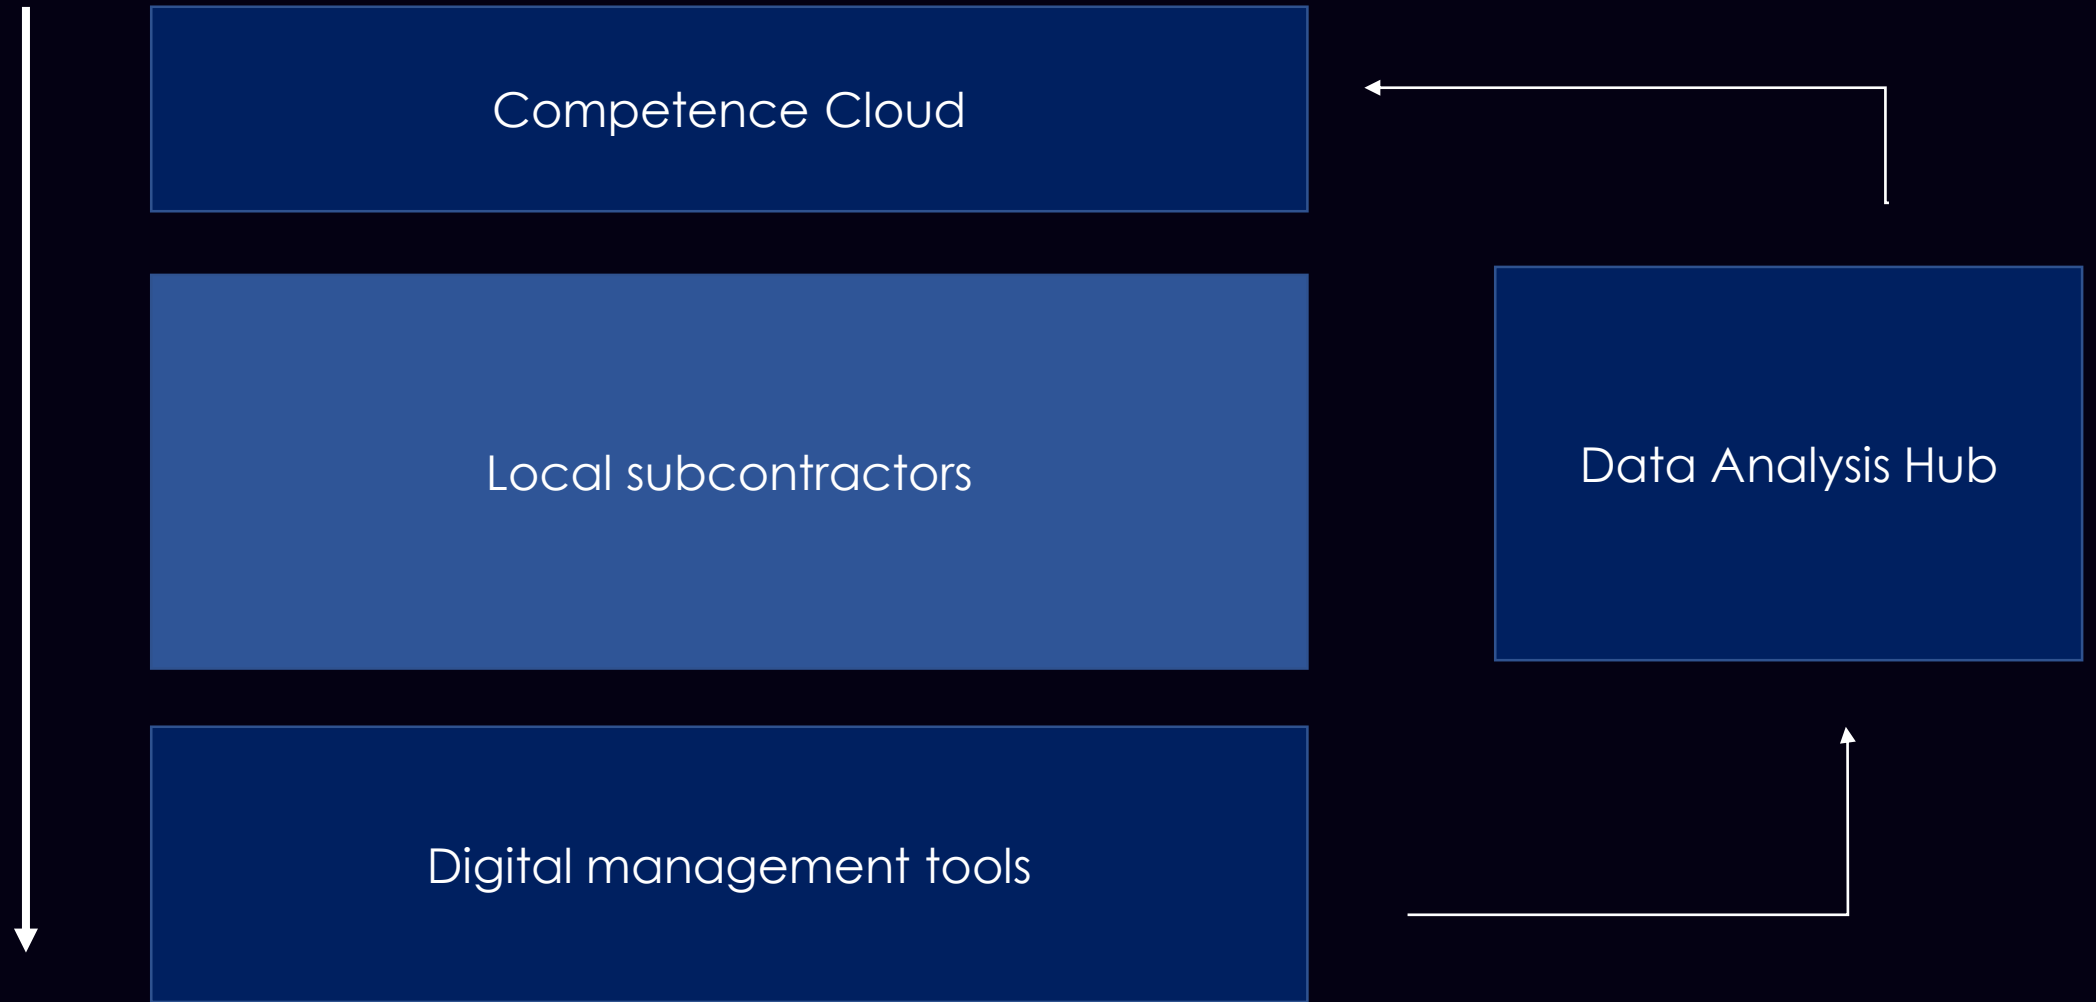 Competence Cloud
Local subcontractors
Data Analysis Hub
Digital management tools